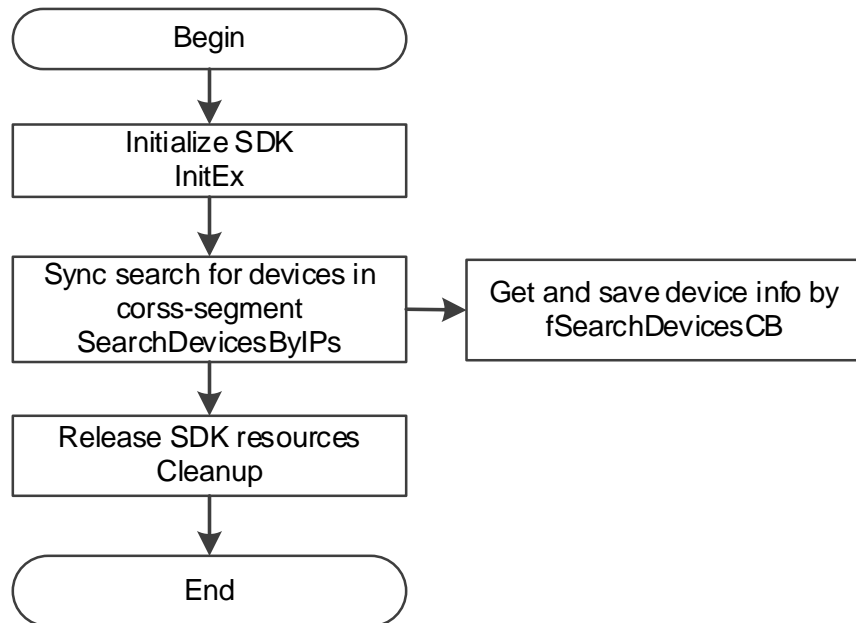 Begin
Initialize SDK
InitEx
Sync search for devices in
corss-segment
SearchDevicesByIPs
Get and save device info by
fSearchDevicesCB
Release SDK resources
Cleanup
End